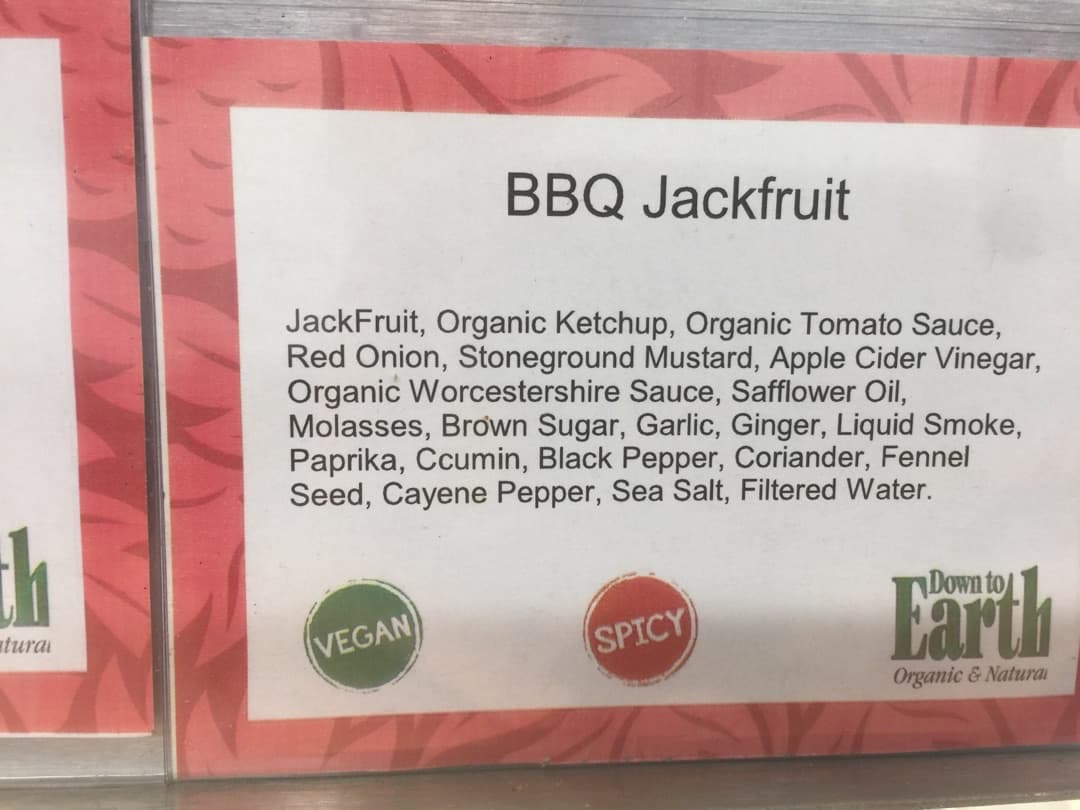 BBQ Jackfruit
JackFruit, Organic Ketchup, Organic Tomato Sauce,
Red Onion, Stoneground Mustard, Apple Cider Vinegar,
Organic Worcestershire Sauce, Safflower Oil,
Molasses, Brown Sugar, Garlic, Ginger, Liquid Smoke,
Paprika, Ccumin, Black Pepper, Coriander, Fennel
Seed, Cayene Pepper, Sea Salt, Filtered Water.
VEGAN
SPICY
Down to
Earth
Organic & Natural